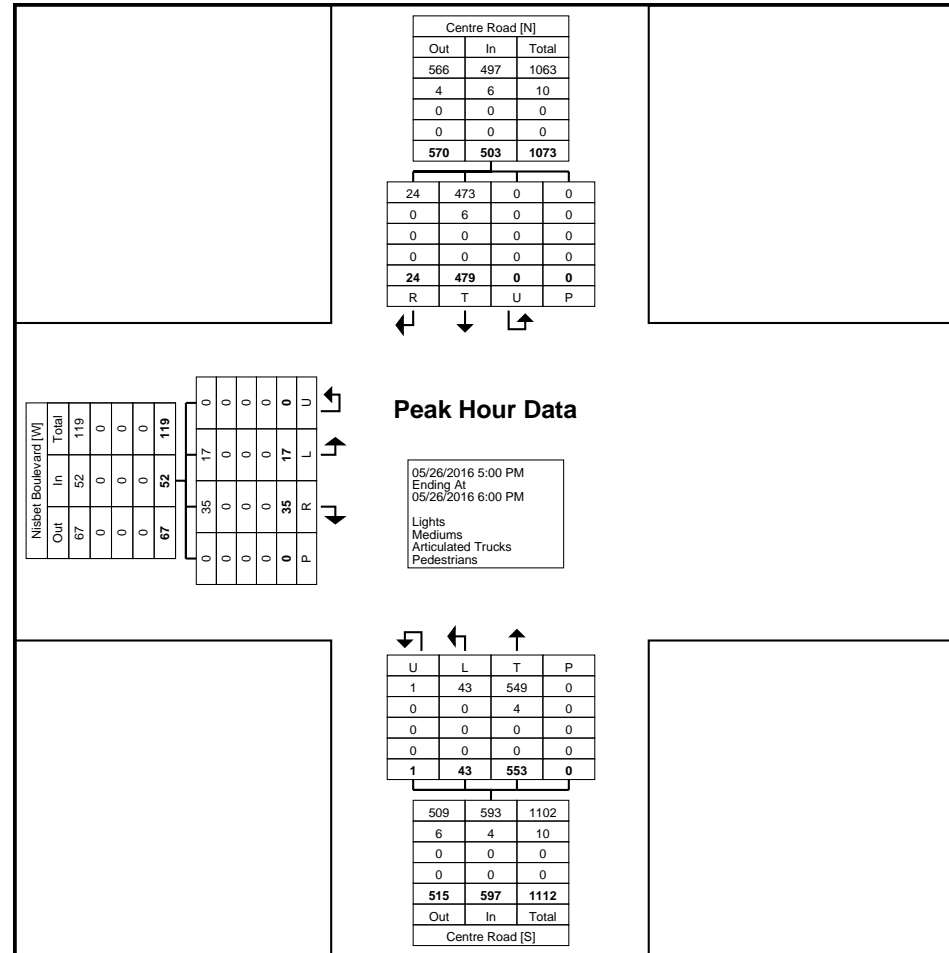 Centre Road [N]
Out In Total
566 497 1063
4 6 10
0 0 0
0 0 0
570 503 1073
24 473 0 0
0 6 0 0
0 0 0 0
0 0 0 0
24 479 0 0
R T U P
Nisbet Boulevard [W]
Out In Total
67 52 119
0 0 0
0 0 0
0 0 0
67 52 119
0 35 17 0
0 0 0 0
0 0 0 0
0 0 0 0
0 35 17 0
P R L U
Peak Hour Data
05/26/2016 5:00 PM
Ending At
05/26/2016 6:00 PM
Lights
Mediums
Articulated Trucks
Pedestrians
U L T P
1 43 549 0
0 0 4 0
0 0 0 0
0 0 0 0
1 43 553 0
509 593 1102
6 4 10
0 0 0
0 0 0
515 597 1112
Out In Total
Centre Road [S]